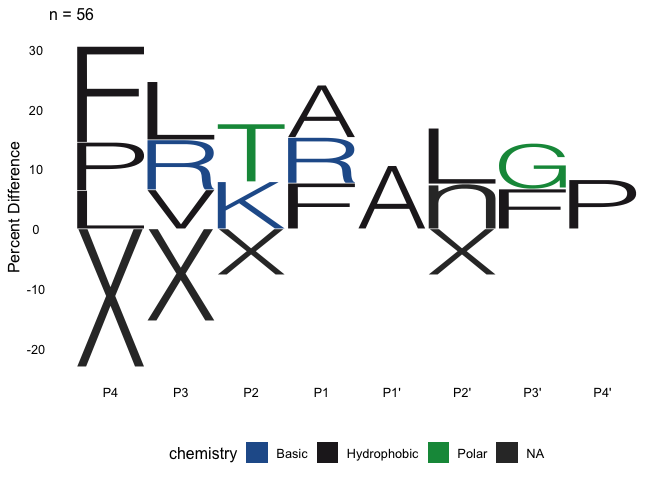 n = 56
Percent Difference
30
20
10
0
-10
-20
F
P
L
X
L
R
V
X
T
K
X
A
R
F
A
L
n
X
G
F
P
P4 P3 P2 P1 P1' P2' P3' P4'
chemistry Basic Hydrophobic Polar NA